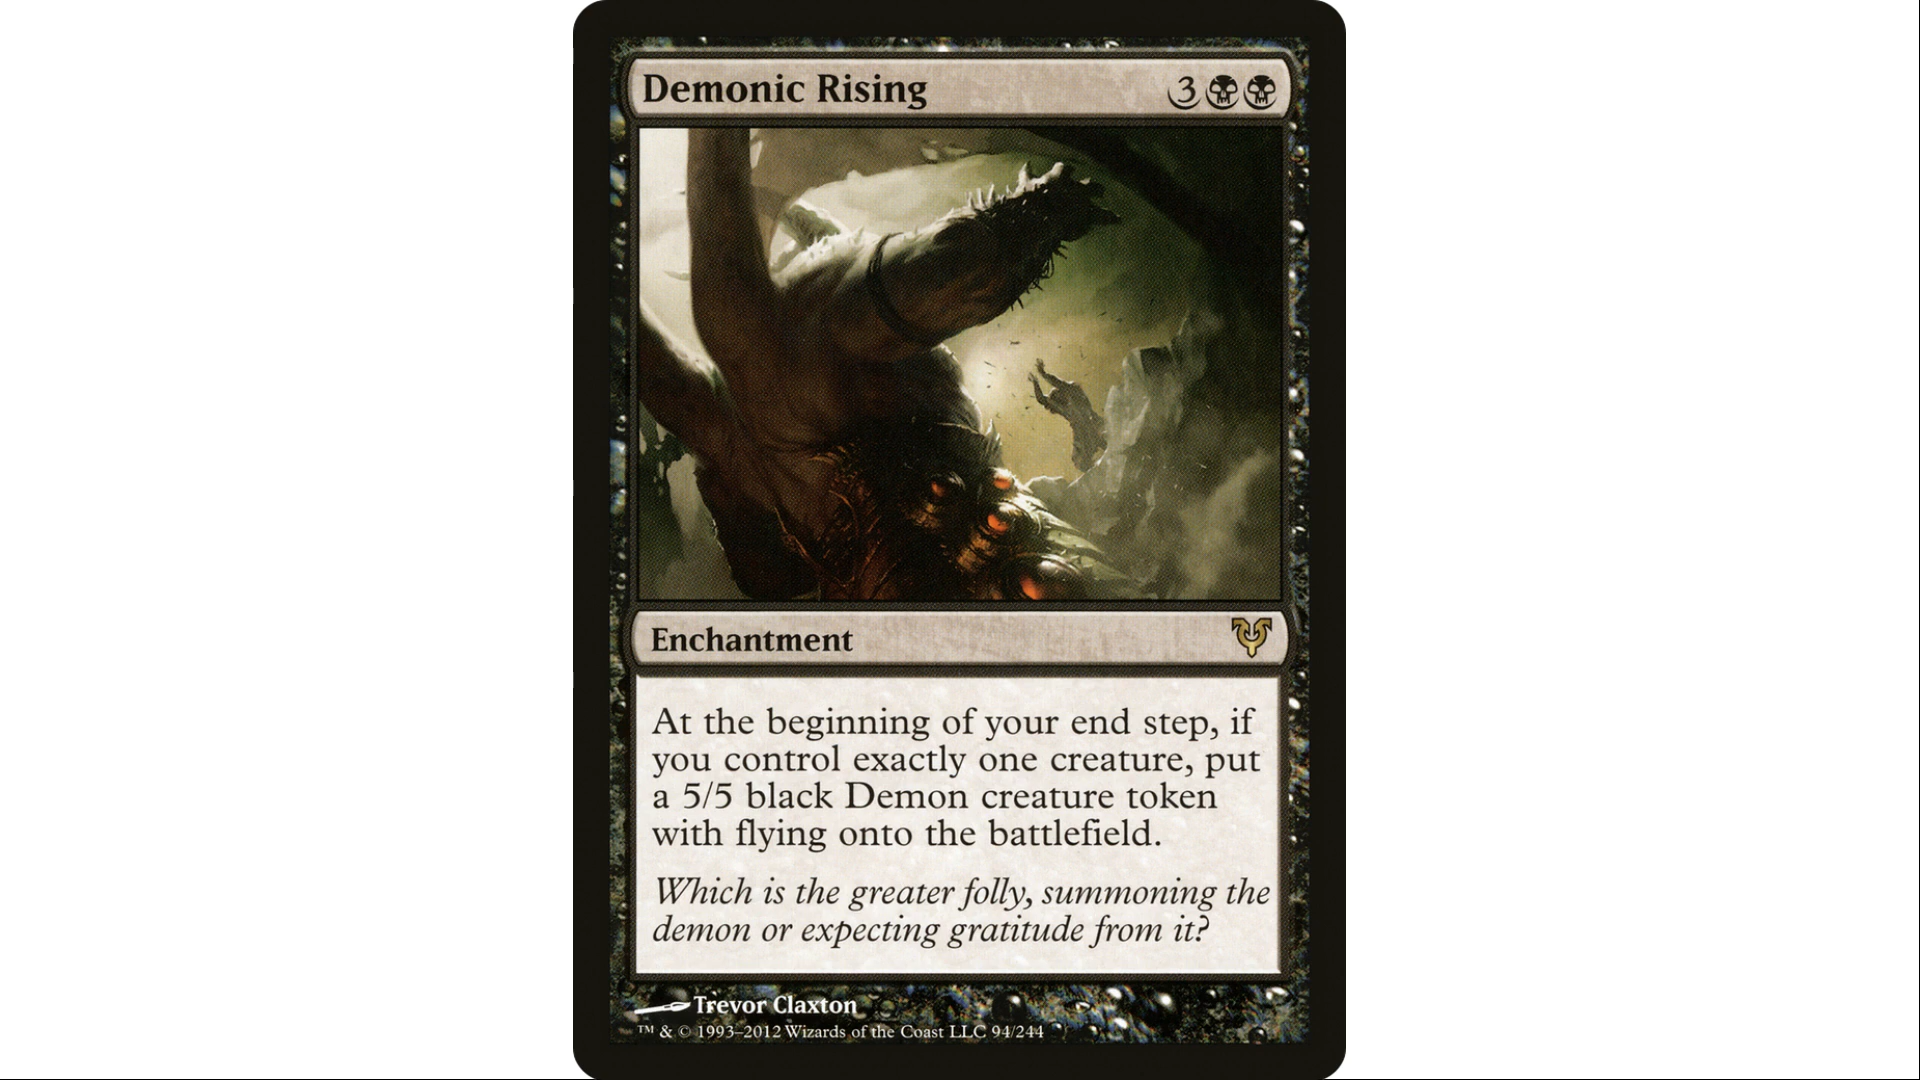 Demonic Rising 3
Enchantment
At the beginning of your end step, if
you control exactly one creature, put
a 5/5 black Demon creature token
with flying onto the battlefield.
Which is the greater folly, summoning the
demon or expecting gratitude from it?
Trevor Claxton
™ & © 1993–2012 Wizards of the Coast LLC 94/244